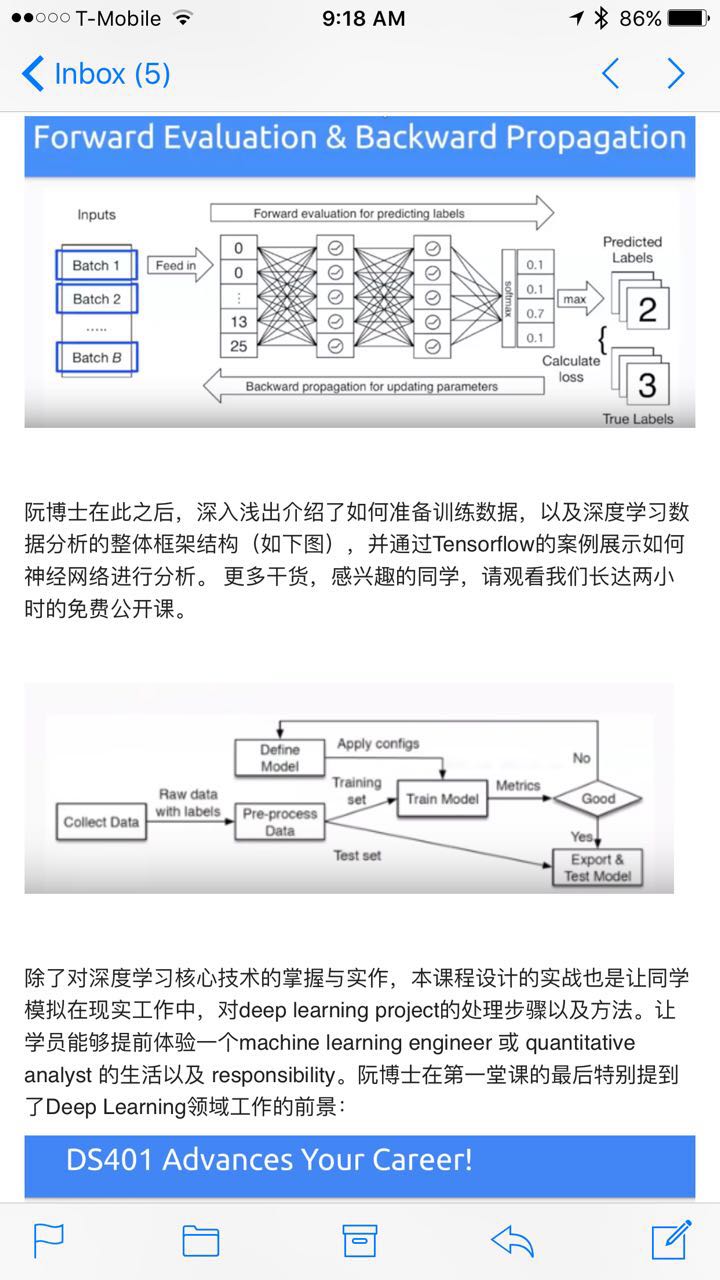 T-Mobile 9:18 AM 86%
Inbox (5)
Forward Evaluation & Backward Propagation
Inputs
Forward evaluation for predicting labels
Batch 1
Batch 2
.....
Batch B
Feed in
0
0
⋮
13
25
softmax
0.1
0.1
0.7
0.1
max
Predicted
Labels
2
Calculate
loss
3
True Labels
Backward propagation for updating parameters
阮博士在此之后，深入浅出介绍了如何准备训练数据，以及深度学习数
据分析的整体框架结构（如下图），并通过Tensorflow的案例展示如何
神经网络进行分析。 更多干货，感兴趣的同学，请观看我们长达两小
时的免费公开课。
Define
Model
Apply configs
No
Collect Data
Raw data
with labels
Pre-process
Data
Training
set
Train Model
Metrics
Good
Test set
Yes
Export &
Test Model
除了对深度学习核心技术的掌握与实作，本课程设计的实战也是让同学
模拟在现实工作中，对deep learning project的处理步骤以及方法。让
学员能够提前体验一个machine learning engineer 或 quantitative
analyst 的生活以及 responsibility。阮博士在第一堂课的最后特别提到
了Deep Learning领域工作的前景：
DS401 Advances Your Career!